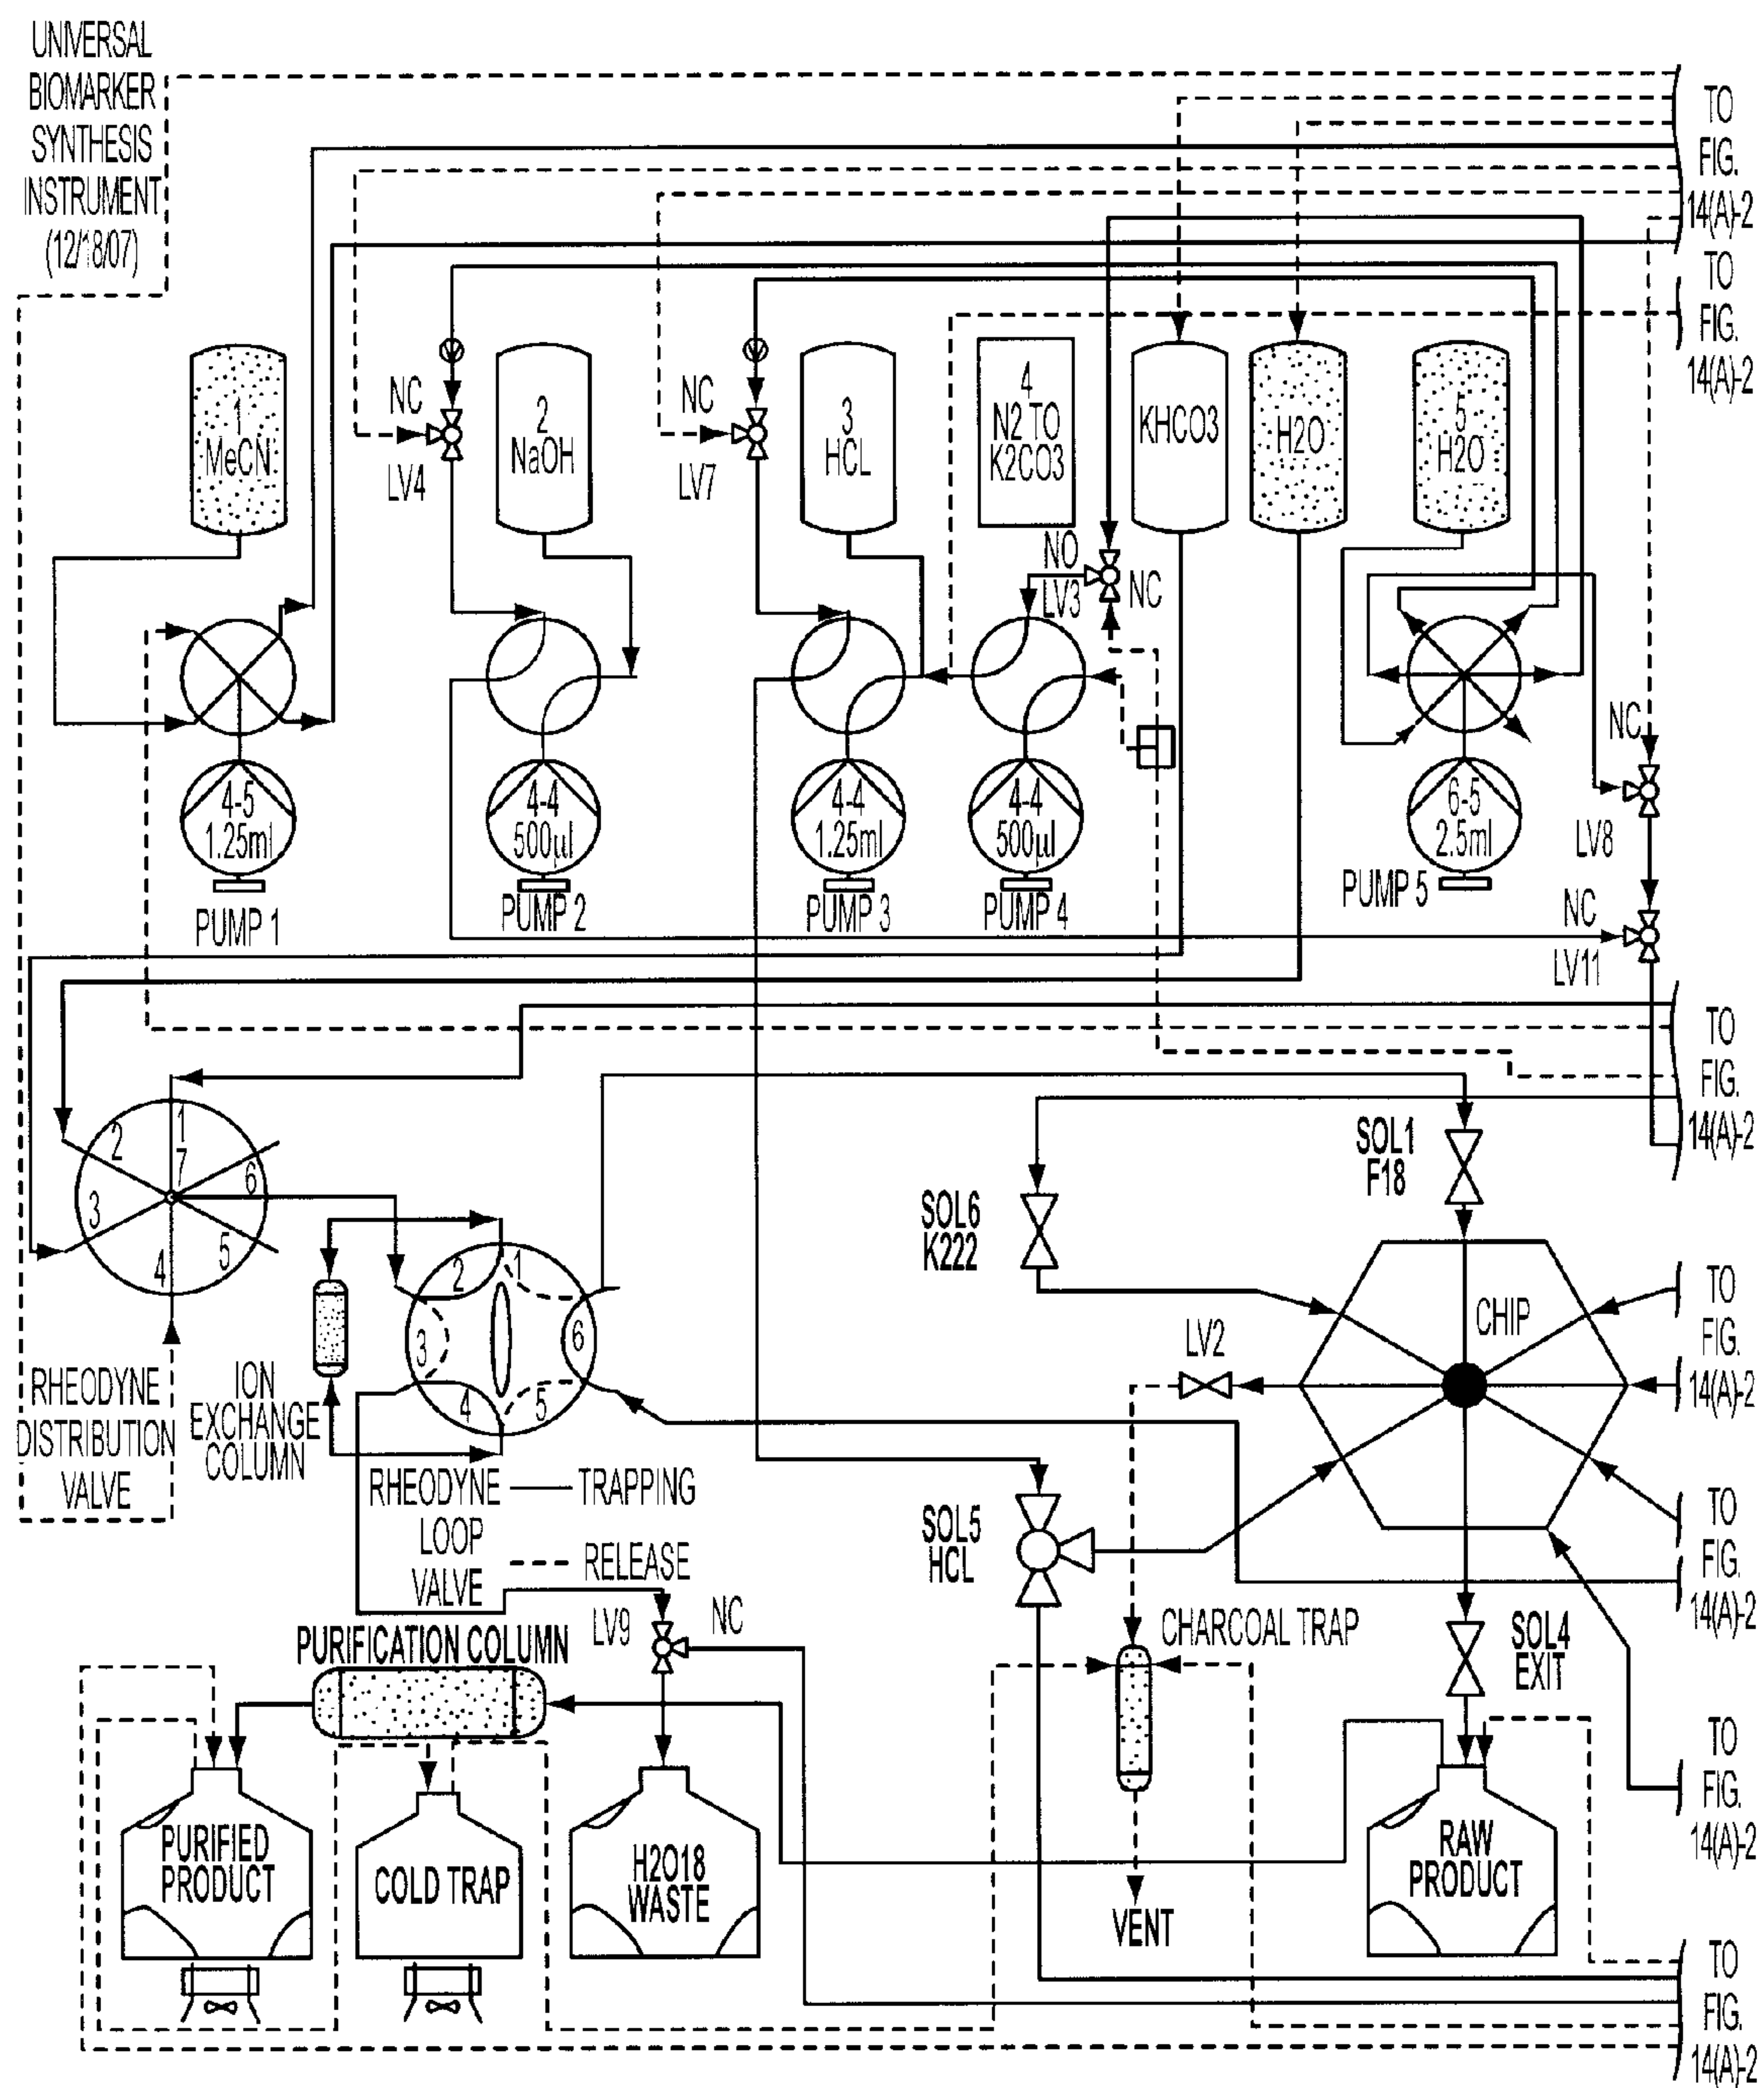 UNIVERSAL
BIOMARKER
SYNTHESIS
INSTRUMENT
(12/18/07)
TO
FIG.
14(A)-2
TO
FIG.
14(A)-2
1
MeCN
NC
LV4
2
NaOH
NC
LV7
3
HCL
4
N2 TO
K2CO3
KHCO3
H2O
5
H2O
NO
LV3
NC
NC
LV8
4-5
1.25ml
PUMP 1
4-4
500µl
PUMP 2
4-4
1.25ml
PUMP 3
4-4
500µl
PUMP 4
6-5
2.5ml
PUMP 5
NC
LV11
TO
FIG.
14(A)-2
1
2
3
4
5
6
7
RHEODYNE
DISTRIBUTION
VALVE
ION
EXCHANGE
COLUMN
1
2
3
4
5
6
RHEODYNE
LOOP
VALVE
TRAPPING
RELEASE
SOL1
F18
SOL6
K222
CHIP
LV2
TO
FIG.
14(A)-2
SOL5
HCL
TO
FIG.
14(A)-2
LV9
NC
PURIFICATION COLUMN
CHARCOAL TRAP
SOL4
EXIT
TO
FIG.
14(A)-2
PURIFIED
PRODUCT
COLD TRAP
H2O18
WASTE
VENT
RAW
PRODUCT
TO
FIG.
14(A)-2